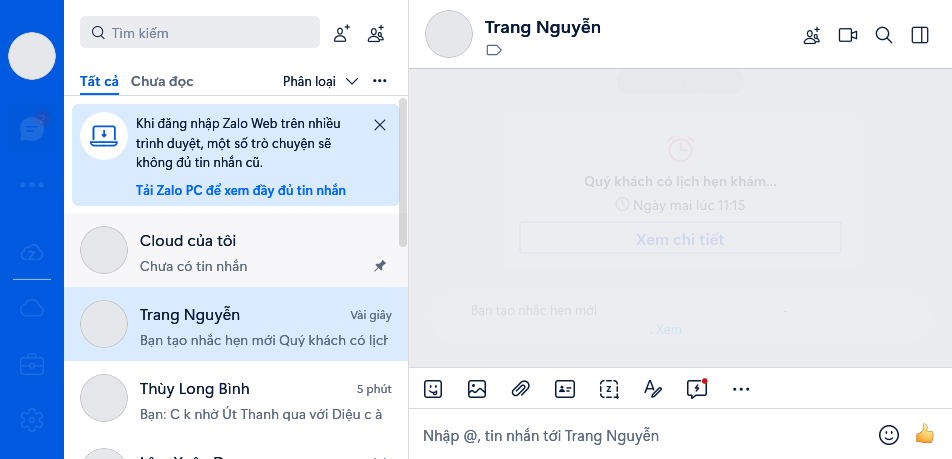 Tìm kiếm
Tất cả
Chưa đọc
Phân loại
Khi đăng nhập Zalo Web trên nhiều
trình duyệt, một số trò chuyện sẽ
không đủ tin nhắn cũ.
Tải Zalo PC để xem đầy đủ tin nhắn
Cloud của tôi
Chưa có tin nhắn
Trang Nguyễn
Vài giây
Bạn tạo nhắc hẹn mới Quý khách có lịch
Thùy Long Bình
5 phút
Bạn: C k nhờ Út Thanh qua với Diệu c à
Trang Nguyễn
Quý khách có lịch hẹn khám...
Ngày mai lúc 11:15
Xem chi tiết
Bạn tạo nhắc hẹn mới -
Xem
Nhập @, tin nhắn tới Trang Nguyễn